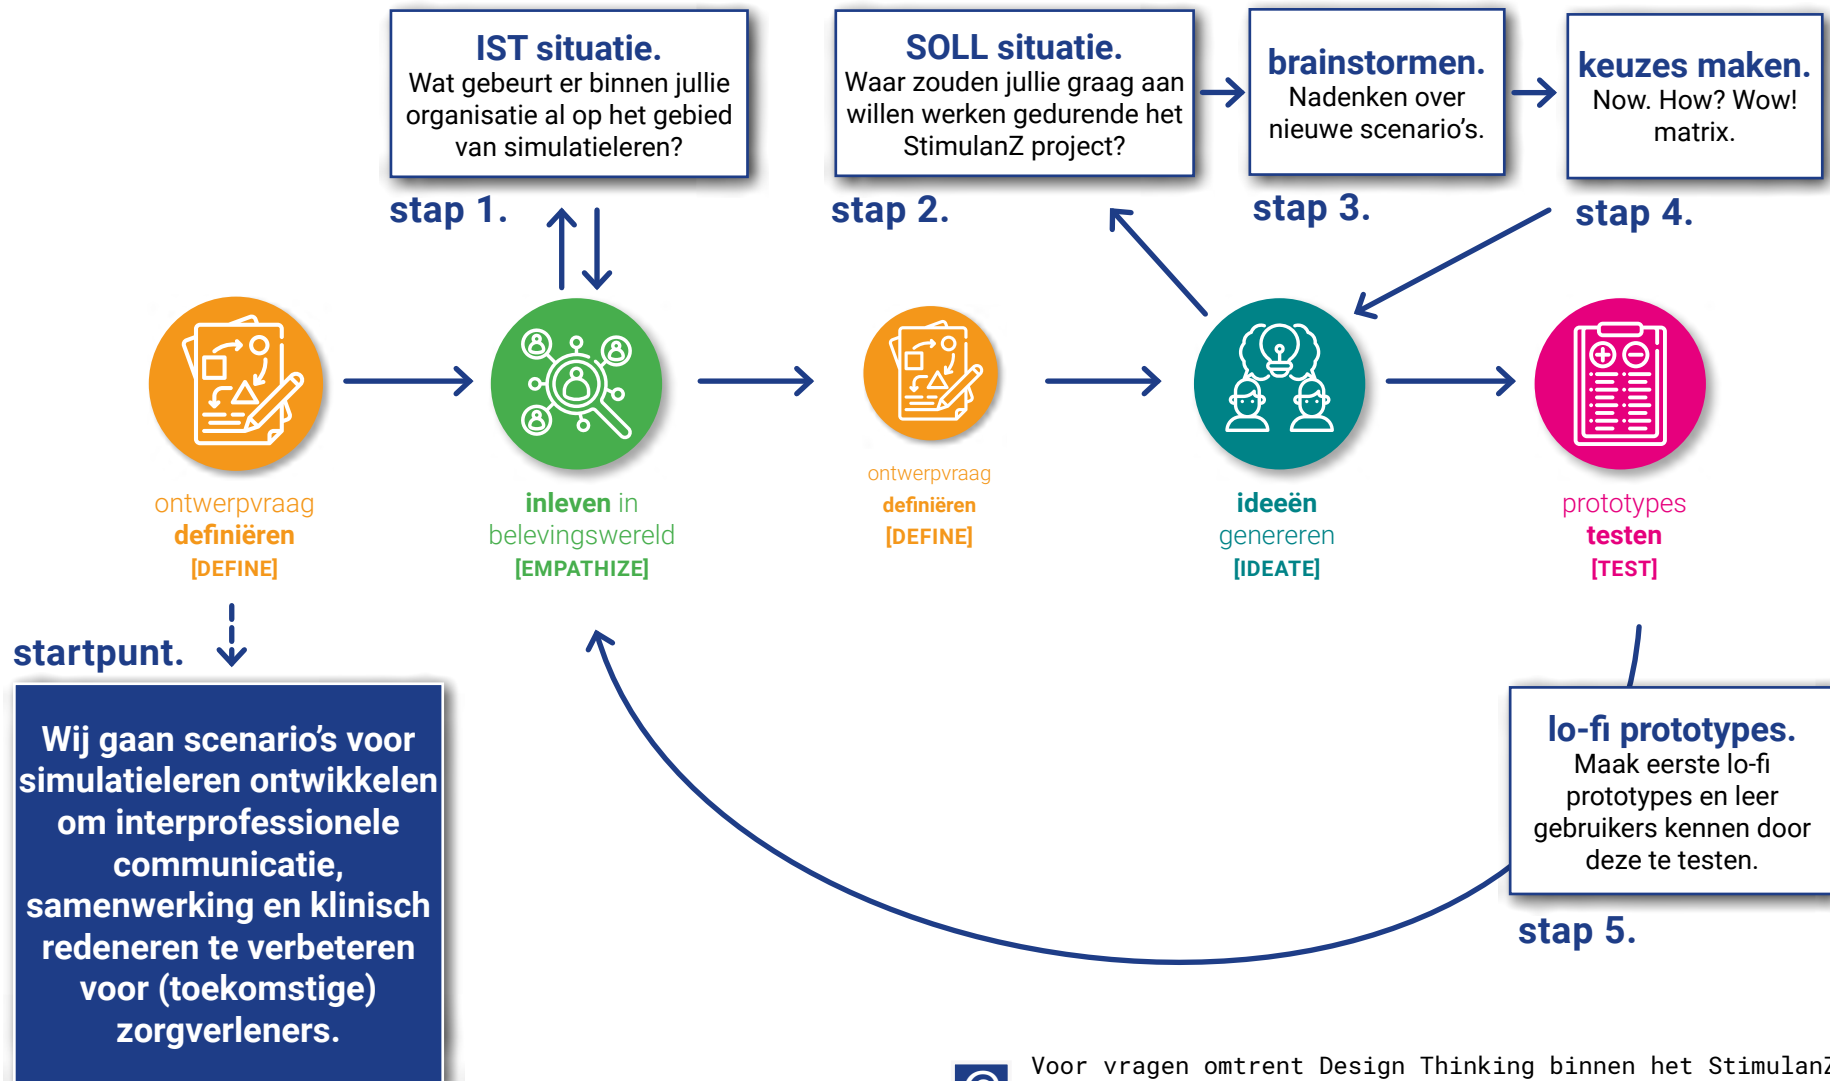 IST situatie.
Wat gebeurt er binnen jullie
organisatie al op het gebied
van simulatieleren?
SOLL situatie.
Waar zouden jullie graag aan
willen werken gedurende het
StimulanZ project?
brainstormen.
Nadenken over
nieuwe scenario's.
keuzes maken.
Now. How? Wow!
matrix.
stap 1.
stap 2.
stap 3.
stap 4.
ontwerpvraag
definiëren
[DEFINE]
inleven in
belevingswereld
[EMPATHIZE]
ontwerpvraag
definiëren
[DEFINE]
ideeën
genereren
[IDEATE]
prototypes
testen
[TEST]
startpunt.
Wij gaan scenario's voor
simulatieleren ontwikkelen
om interprofessionele
communicatie,
samenwerking en klinisch
redeneren te verbeteren
voor (toekomstige)
zorgverleners.
lo-fi prototypes.
Maak eerste lo-fi
prototypes en leer
gebruikers kennen door
deze te testen.
stap 5.
Voor vragen omtrent Design Thinking binnen het StimulanZ